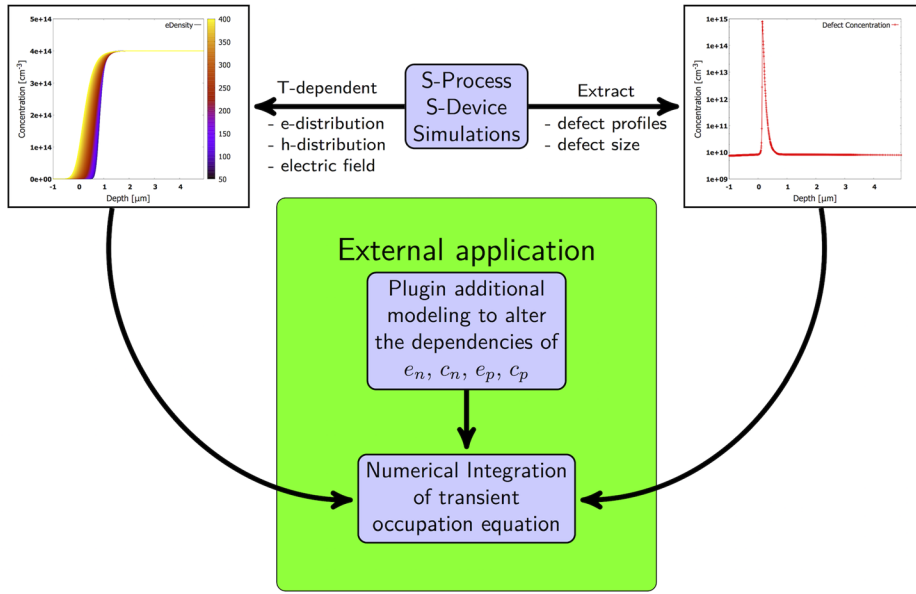 5e+14
4e+14
3e+14
2e+14
1e+14
0e+00
Concentration [cm⁻³]
-1 0 1 2 3 4
Depth [μm]
eDensity
400
350
300
250
200
150
100
50
T-dependent
- e-distribution
- h-distribution
- electric field
S-Process
S-Device
Simulations
Extract
- defect profiles
- defect size
1e+15
1e+14
1e+13
1e+12
1e+11
1e+10
1e+09
Concentration [cm⁻³]
-1 0 1 2 3 4
Depth [μm]
Defect Concentration
External application
Plugin additional
modeling to alter
the dependencies of
eₙ, cₙ, eₚ, cₚ
Numerical Integration
of transient
occupation equation